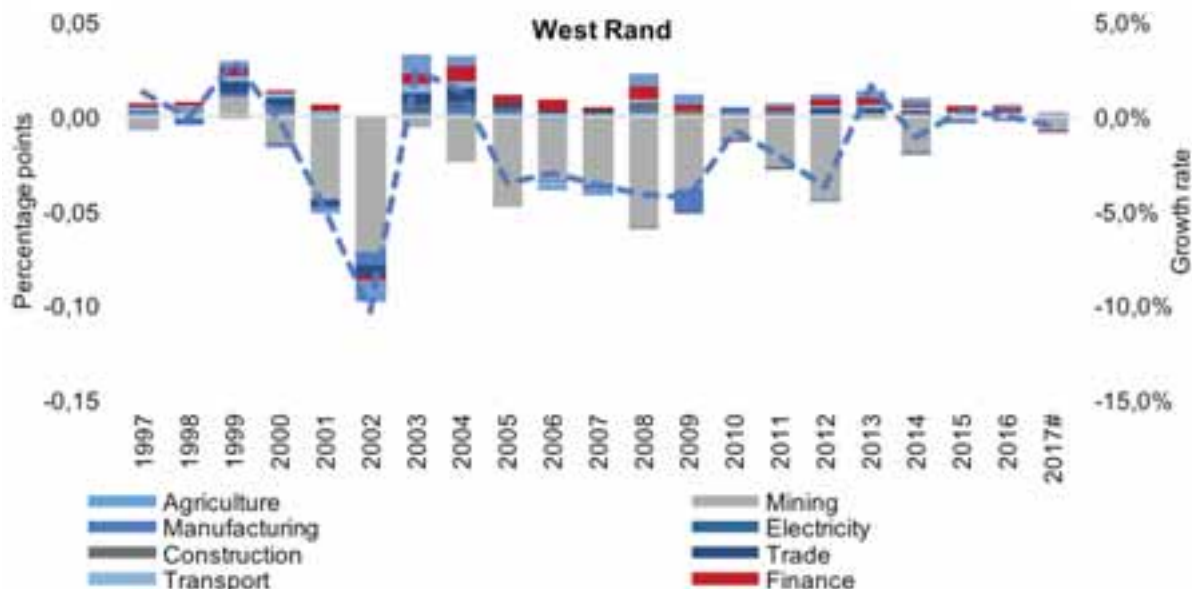 West Rand
0,05
0,00
-0,05
-0,10
-0,15
Percentage points
5,0%
0,0%
-5,0%
-10,0%
-15,0%
Growth rate
1997 1998 1999 2000 2001 2002 2003 2004 2005 2006 2007 2008 2009 2010 2011 2012 2013 2014 2015 2016 2017#
Agriculture Mining
Manufacturing Electricity
Construction Trade
Transport Finance